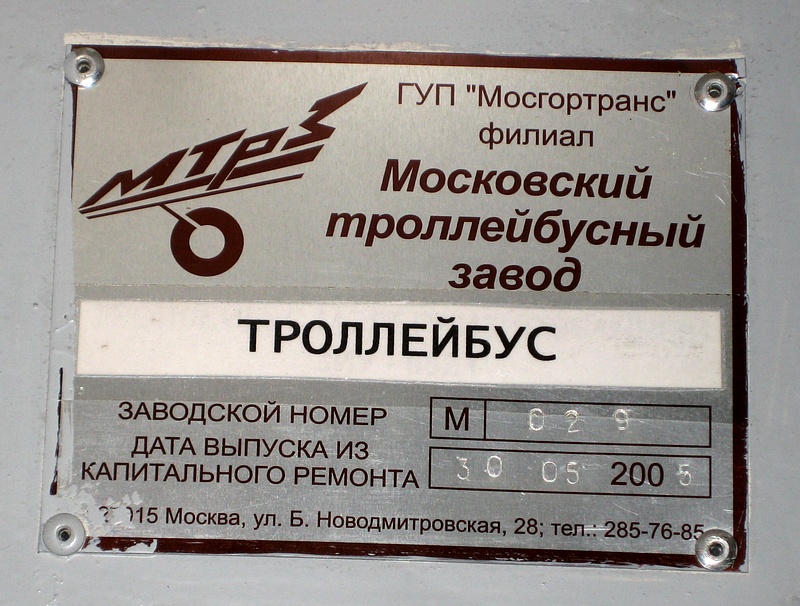 МТРЗ
ГУП "Мосгортранс"
филиал
Московский
троллейбусный
завод
ТРОЛЛЕЙБУС
ЗАВОДСКОЙ НОМЕР М 029
ДАТА ВЫПУСКА ИЗ
КАПИТАЛЬНОГО РЕМОНТА 30 05 2005
Москва, ул. Б. Новодмитровская, 28; тел.: 285-76-85